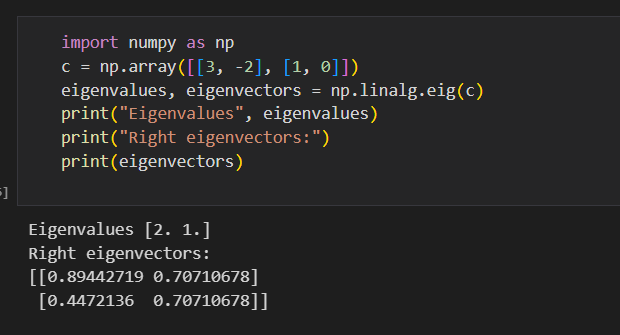 import numpy as np
c = np.array([[3, -2], [1, 0]])
eigenvalues, eigenvectors = np.linalg.eig(c)
print("Eigenvalues", eigenvalues)
print("Right eigenvectors:")
print(eigenvectors)
]
Eigenvalues [2. 1.]
Right eigenvectors:
[[0.89442719 0.70710678]
 [0.4472136  0.70710678]]